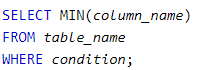 SELECT MIN(column_name)
FROM table_name
WHERE condition;